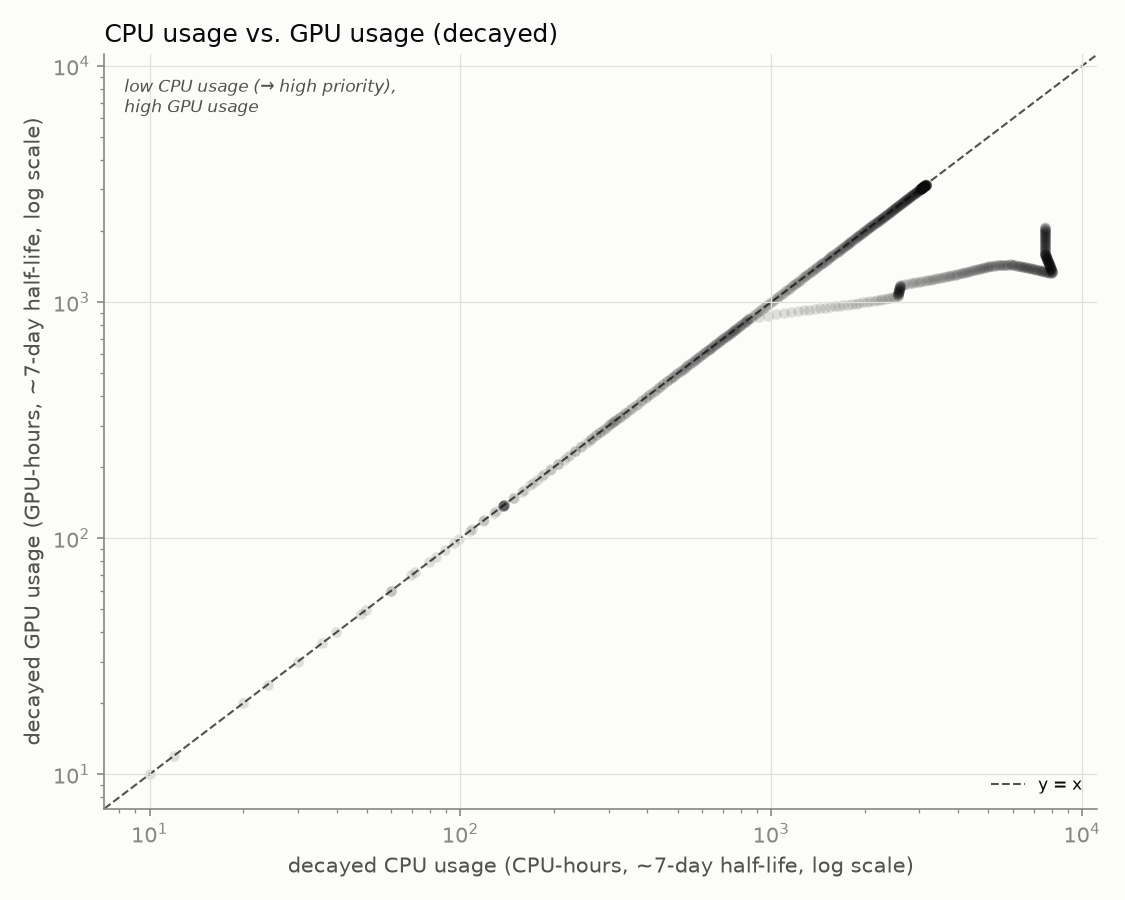 CPU usage vs. GPU usage (decayed)
low CPU usage (→ high priority),
high GPU usage
decayed GPU usage (GPU-hours, ~7-day half-life, log scale)
10⁴
10³
10²
10¹
y = x
10¹ 10² 10³ 10⁴
decayed CPU usage (CPU-hours, ~7-day half-life, log scale)